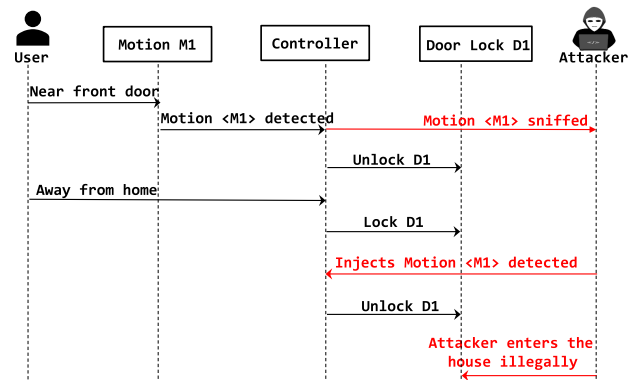 User
Motion M1
Controller
Door Lock D1
Attacker
Near front door
Motion <M1> detected
Motion <M1> sniffed
Unlock D1
Away from home
Lock D1
Injects Motion <M1> detected
Unlock D1
Attacker enters the
house illegally